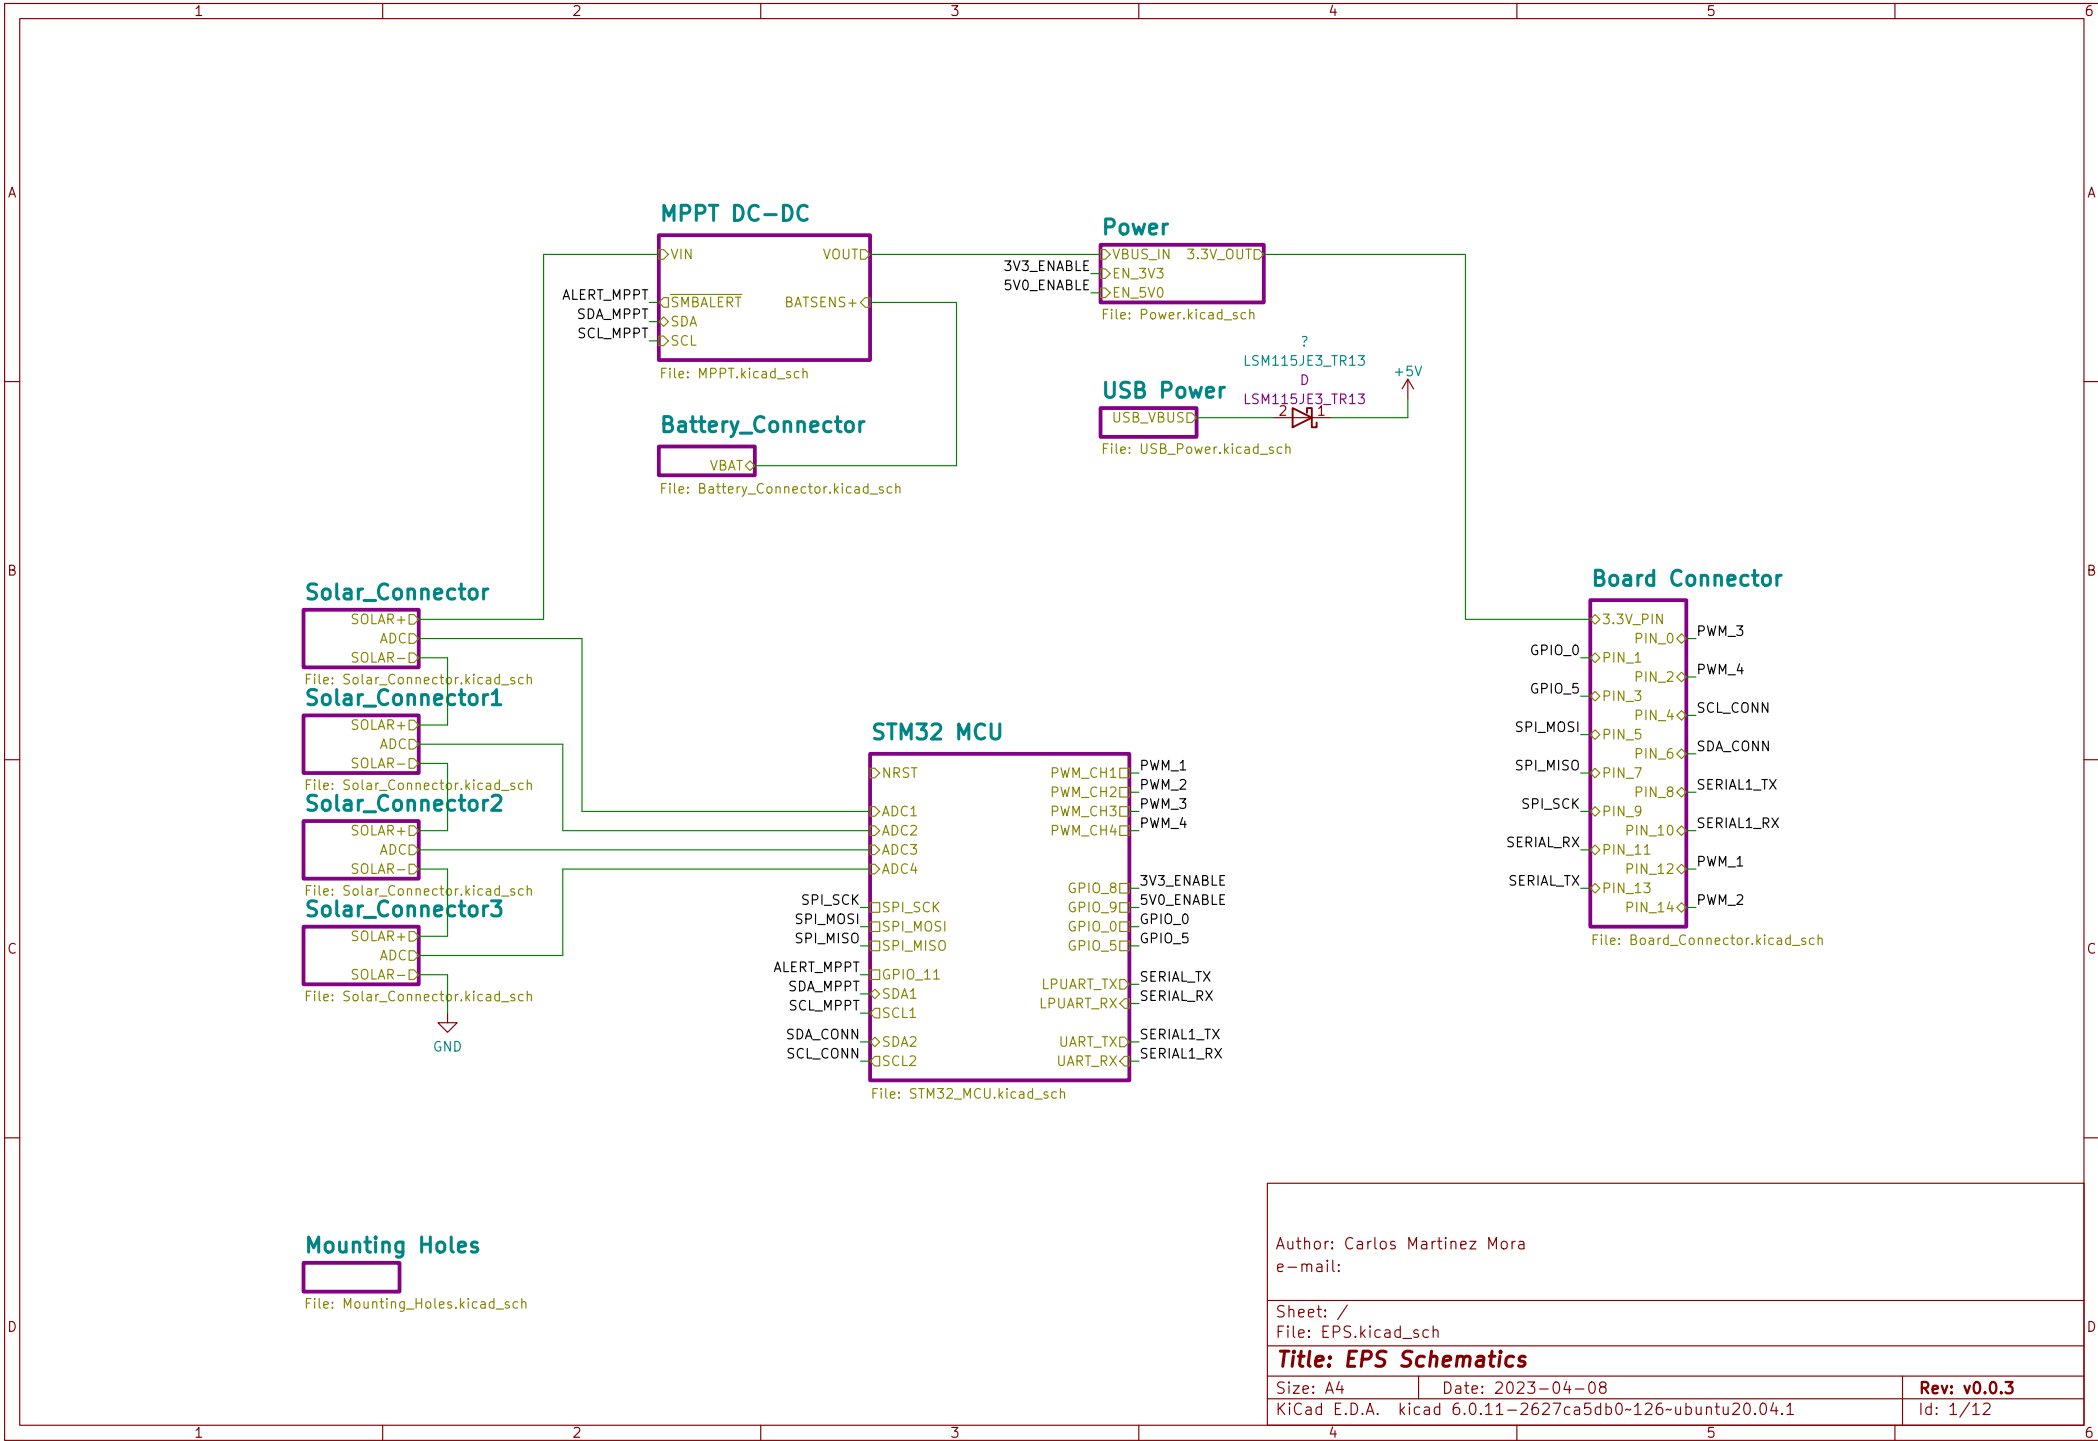 1 2 3 4 5 6
A A
MPPT DC-DC
VIN VOUT
ALERT_MPPT SMBALERT BATSENS+
SDA_MPPT SDA
SCL_MPPT SCL
File: MPPT.kicad_sch
Power
VBUS_IN 3.3V_OUT
3V3_ENABLE EN_3V3
5V0_ENABLE EN_5V0
File: Power.kicad_sch
?
LSM115JE3_TR13
D
LSM115JE3_TR13
+5V
USB Power
USB_VBUS 2 1
File: USB_Power.kicad_sch
Battery_Connector
VBAT
File: Battery_Connector.kicad_sch
B B
Solar_Connector
SOLAR+
ADC
SOLAR-
File: Solar_Connector.kicad_sch
Solar_Connector1
SOLAR+
ADC
SOLAR-
File: Solar_Connector.kicad_sch
Solar_Connector2
SOLAR+
ADC
SOLAR-
File: Solar_Connector.kicad_sch
Solar_Connector3
SOLAR+
ADC
SOLAR-
File: Solar_Connector.kicad_sch
GND
STM32 MCU
NRST PWM_CH1 PWM_1
PWM_CH2 PWM_2
ADC1 PWM_CH3 PWM_3
ADC2 PWM_CH4 PWM_4
ADC3
ADC4
GPIO_8 3V3_ENABLE
SPI_SCK SPI_SCK GPIO_9 5V0_ENABLE
SPI_MOSI SPI_MOSI GPIO_0 GPIO_0
SPI_MISO SPI_MISO GPIO_5 GPIO_5
ALERT_MPPT GPIO_11
LPUART_TX SERIAL_TX
SDA_MPPT SDA1
LPUART_RX SERIAL_RX
SCL_MPPT SCL1
SDA_CONN SDA2 UART_TX SERIAL1_TX
SCL_CONN SCL2 UART_RX SERIAL1_RX
File: STM32_MCU.kicad_sch
Board Connector
3.3V_PIN
PIN_0 PWM_3
GPIO_0 PIN_1
PIN_2 PWM_4
GPIO_5 PIN_3
PIN_4 SCL_CONN
SPI_MOSI PIN_5
PIN_6 SDA_CONN
SPI_MISO PIN_7
PIN_8 SERIAL1_TX
SPI_SCK PIN_9
PIN_10 SERIAL1_RX
SERIAL_RX PIN_11
PIN_12 PWM_1
SERIAL_TX PIN_13
PIN_14 PWM_2
File: Board_Connector.kicad_sch
C C
Mounting Holes
File: Mounting_Holes.kicad_sch
D D
Author: Carlos Martinez Mora
e-mail:
Sheet: /
File: EPS.kicad_sch
Title: EPS Schematics
Size: A4 Date: 2023-04-08 Rev: v0.0.3
KiCad E.D.A. kicad 6.0.11-2627ca5db0~126~ubuntu20.04.1 Id: 1/12
1 2 3 4 5 6